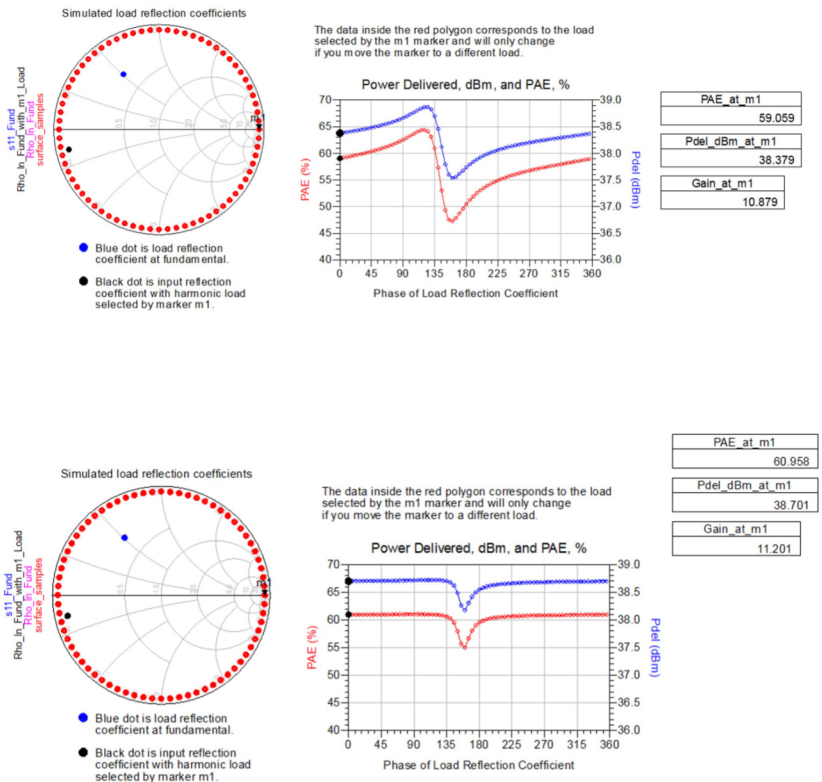 Simulated load reflection coefficients
s11_Fund
Rho_In_Fund_with_m1_Load
Rho_In_Fund
surface_samples
m1
Blue dot is load reflection
coefficient at fundamental.
Black dot is input reflection
coefficient with harmonic load
selected by marker m1.
The data inside the red polygon corresponds to the load
selected by the m1 marker and will only change
if you move the marker to a different load.
Power Delivered, dBm, and PAE, %
PAE (%)
70
65
60
55
50
45
40
39.0
38.5
38.0
37.5
37.0
36.5
36.0
Pdel (dBm)
0 45 90 135 180 225 270 315 360
Phase of Load Reflection Coefficient
PAE_at_m1
59.059
Pdel_dBm_at_m1
38.379
Gain_at_m1
10.879
Simulated load reflection coefficients
s11_Fund
Rho_In_Fund_with_m1_Load
Rho_In_Fund
surface_samples
Blue dot is load reflection
coefficient at fundamental.
Black dot is input reflection
coefficient with harmonic load
selected by marker m1.
The data inside the red polygon corresponds to the load
selected by the m1 marker and will only change
if you move the marker to a different load.
Power Delivered, dBm, and PAE, %
PAE (%)
70
65
60
55
50
45
40
39.0
38.5
38.0
37.5
37.0
36.5
36.0
Pdel (dBm)
0 45 90 135 180 225 270 315 360
Phase of Load Reflection Coefficient
PAE_at_m1
60.958
Pdel_dBm_at_m1
38.701
Gain_at_m1
11.201